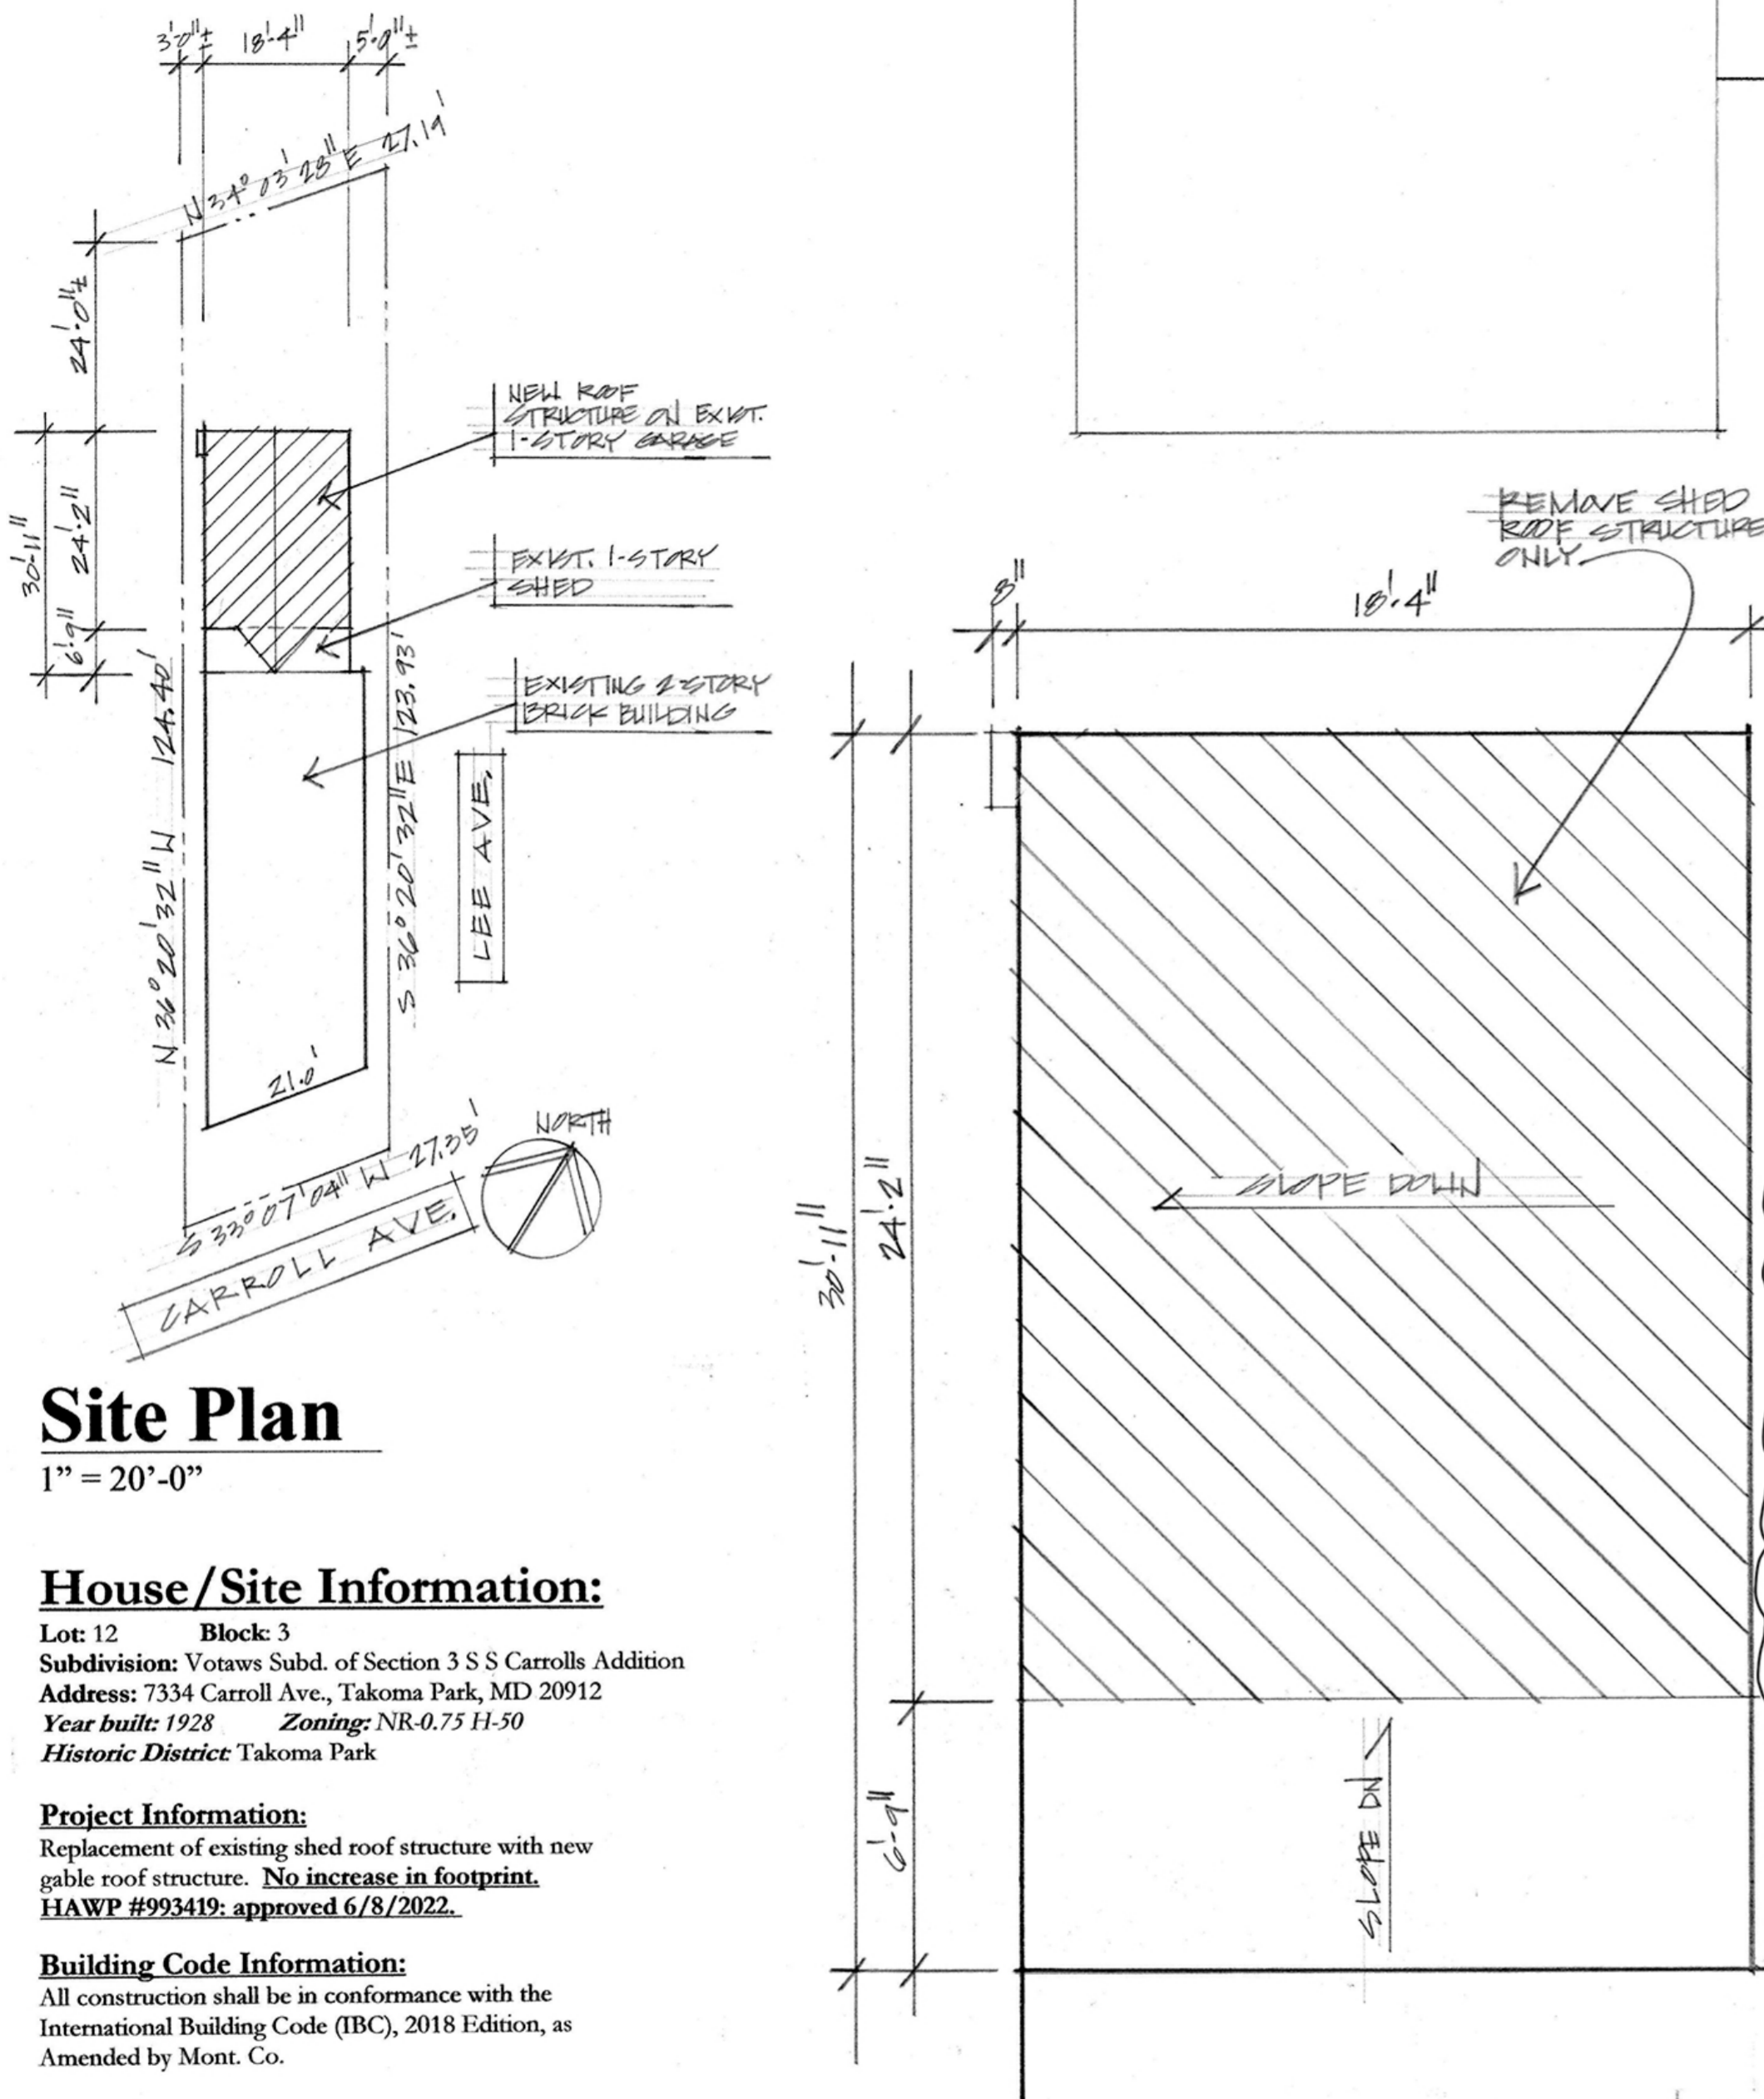 3'-0"± 18'-4" 5'-0"±
N 34° 03' 28" E 27.19'
24'-0"±
NEW ROOF
STRUCTURE ON EXIST.
1-STORY GARAGE
30'-11"
24'-2"
6'-9"
EXIST. 1-STORY
SHED
EXISTING 2-STORY
BRICK BUILDING
N 36° 20' 32" W 124.40'
S 36° 20' 32" E 123.93'
LEE AVE.
21.0'
S 33° 07' 04" W 27.35'
CARROLL AVE.
NORTH
Site Plan
1” = 20’-0”
House/Site Information:
Lot: 12 Block: 3
Subdivision: Votaws Subd. of Section 3 S S Carrolls Addition
Address: 7334 Carroll Ave., Takoma Park, MD 20912
Year built: 1928 Zoning: NR-0.75 H-50
Historic District: Takoma Park
Project Information:
Replacement of existing shed roof structure with new
gable roof structure. No increase in footprint.
HAWP #993419: approved 6/8/2022.
Building Code Information:
All construction shall be in conformance with the
International Building Code (IBC), 2018 Edition, as
Amended by Mont. Co.
REMOVE SHED
ROOF STRUCTURE
ONLY
8" 18'-4"
30'-11"
24'-2"
SLOPE DOWN
6'-9"
SLOPE DN